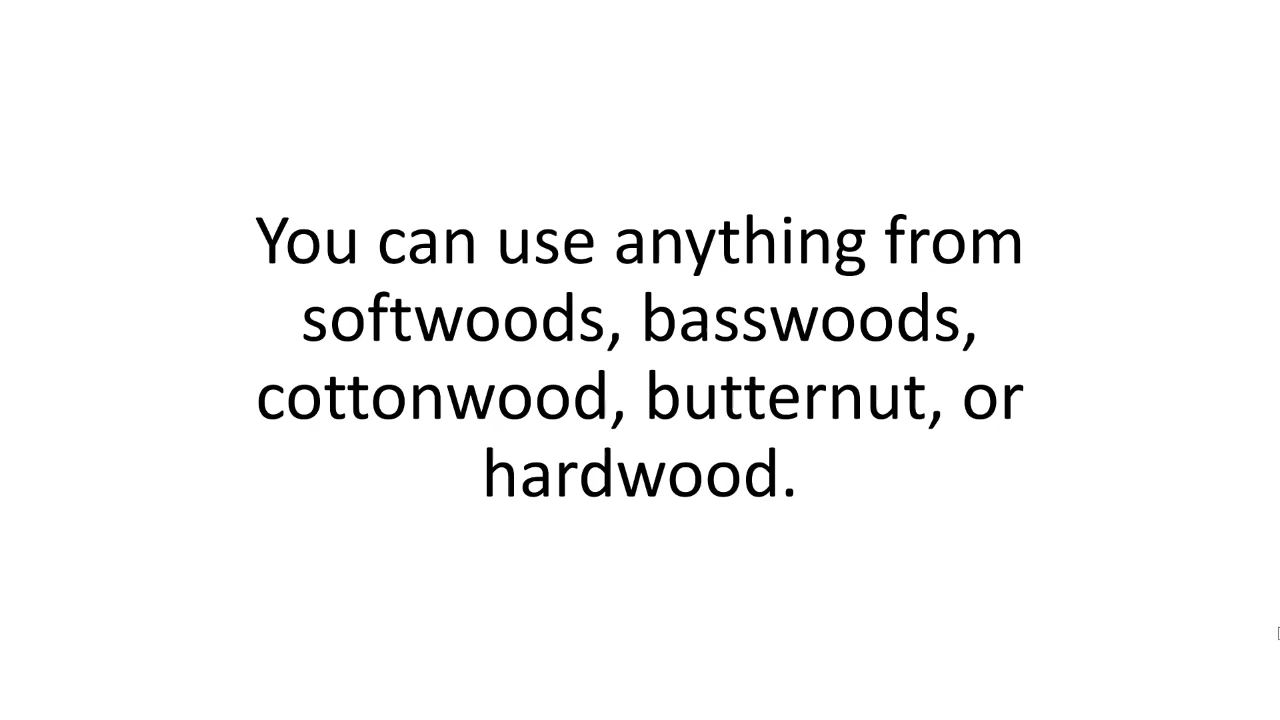 You can use anything from
softwoods, basswoods,
cottonwood, butternut, or
hardwood.